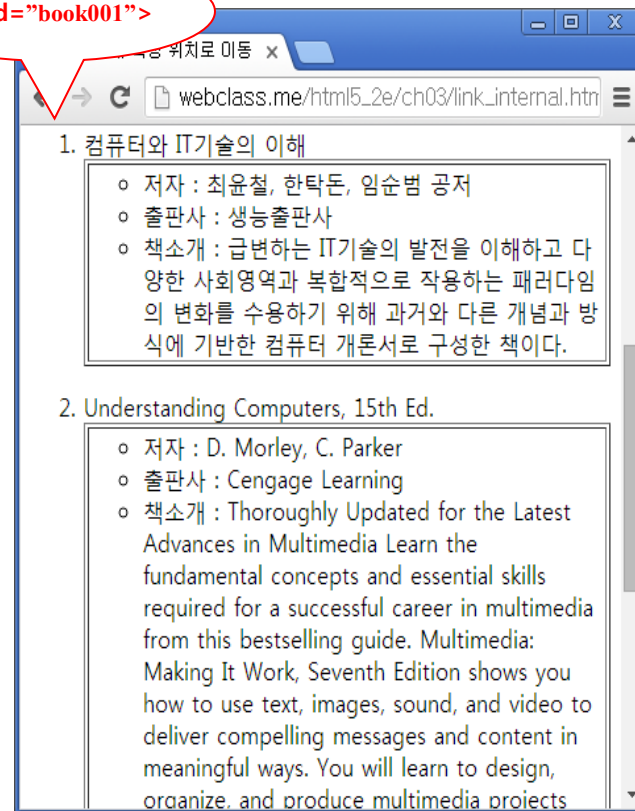 d=”book001”>
위치로 이동 x
webclass.me/html5_2e/ch03/link_internal.htm
1. 컴퓨터와 IT기술의 이해
저자 : 최윤철, 한탁돈, 임순범 공저
출판사 : 생능출판사
책소개 : 급변하는 IT기술의 발전을 이해하고 다
양한 사회영역과 복합적으로 작용하는 패러다임
의 변화를 수용하기 위해 과거와 다른 개념과 방
식에 기반한 컴퓨터 개론서로 구성한 책이다.
2. Understanding Computers, 15th Ed.
저자 : D. Morley, C. Parker
출판사 : Cengage Learning
책소개 : Thoroughly Updated for the Latest
Advances in Multimedia Learn the
fundamental concepts and essential skills
required for a successful career in multimedia
from this bestselling guide. Multimedia:
Making It Work, Seventh Edition shows you
how to use text, images, sound, and video to
deliver compelling messages and content in
meaningful ways. You will learn to design,
organize, and produce multimedia projects